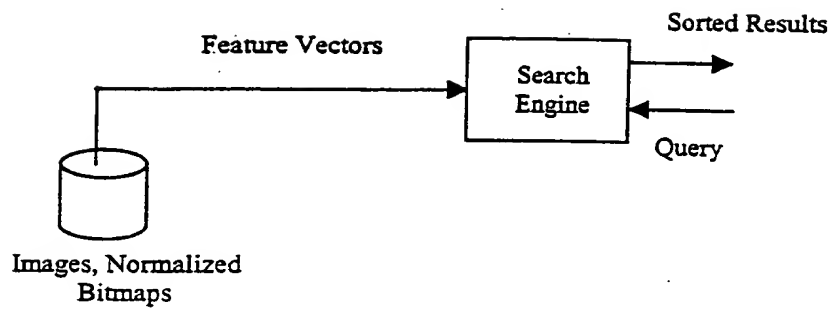 Sorted Results
Feature Vectors
Search
Engine
Query
Images, Normalized
Bitmaps